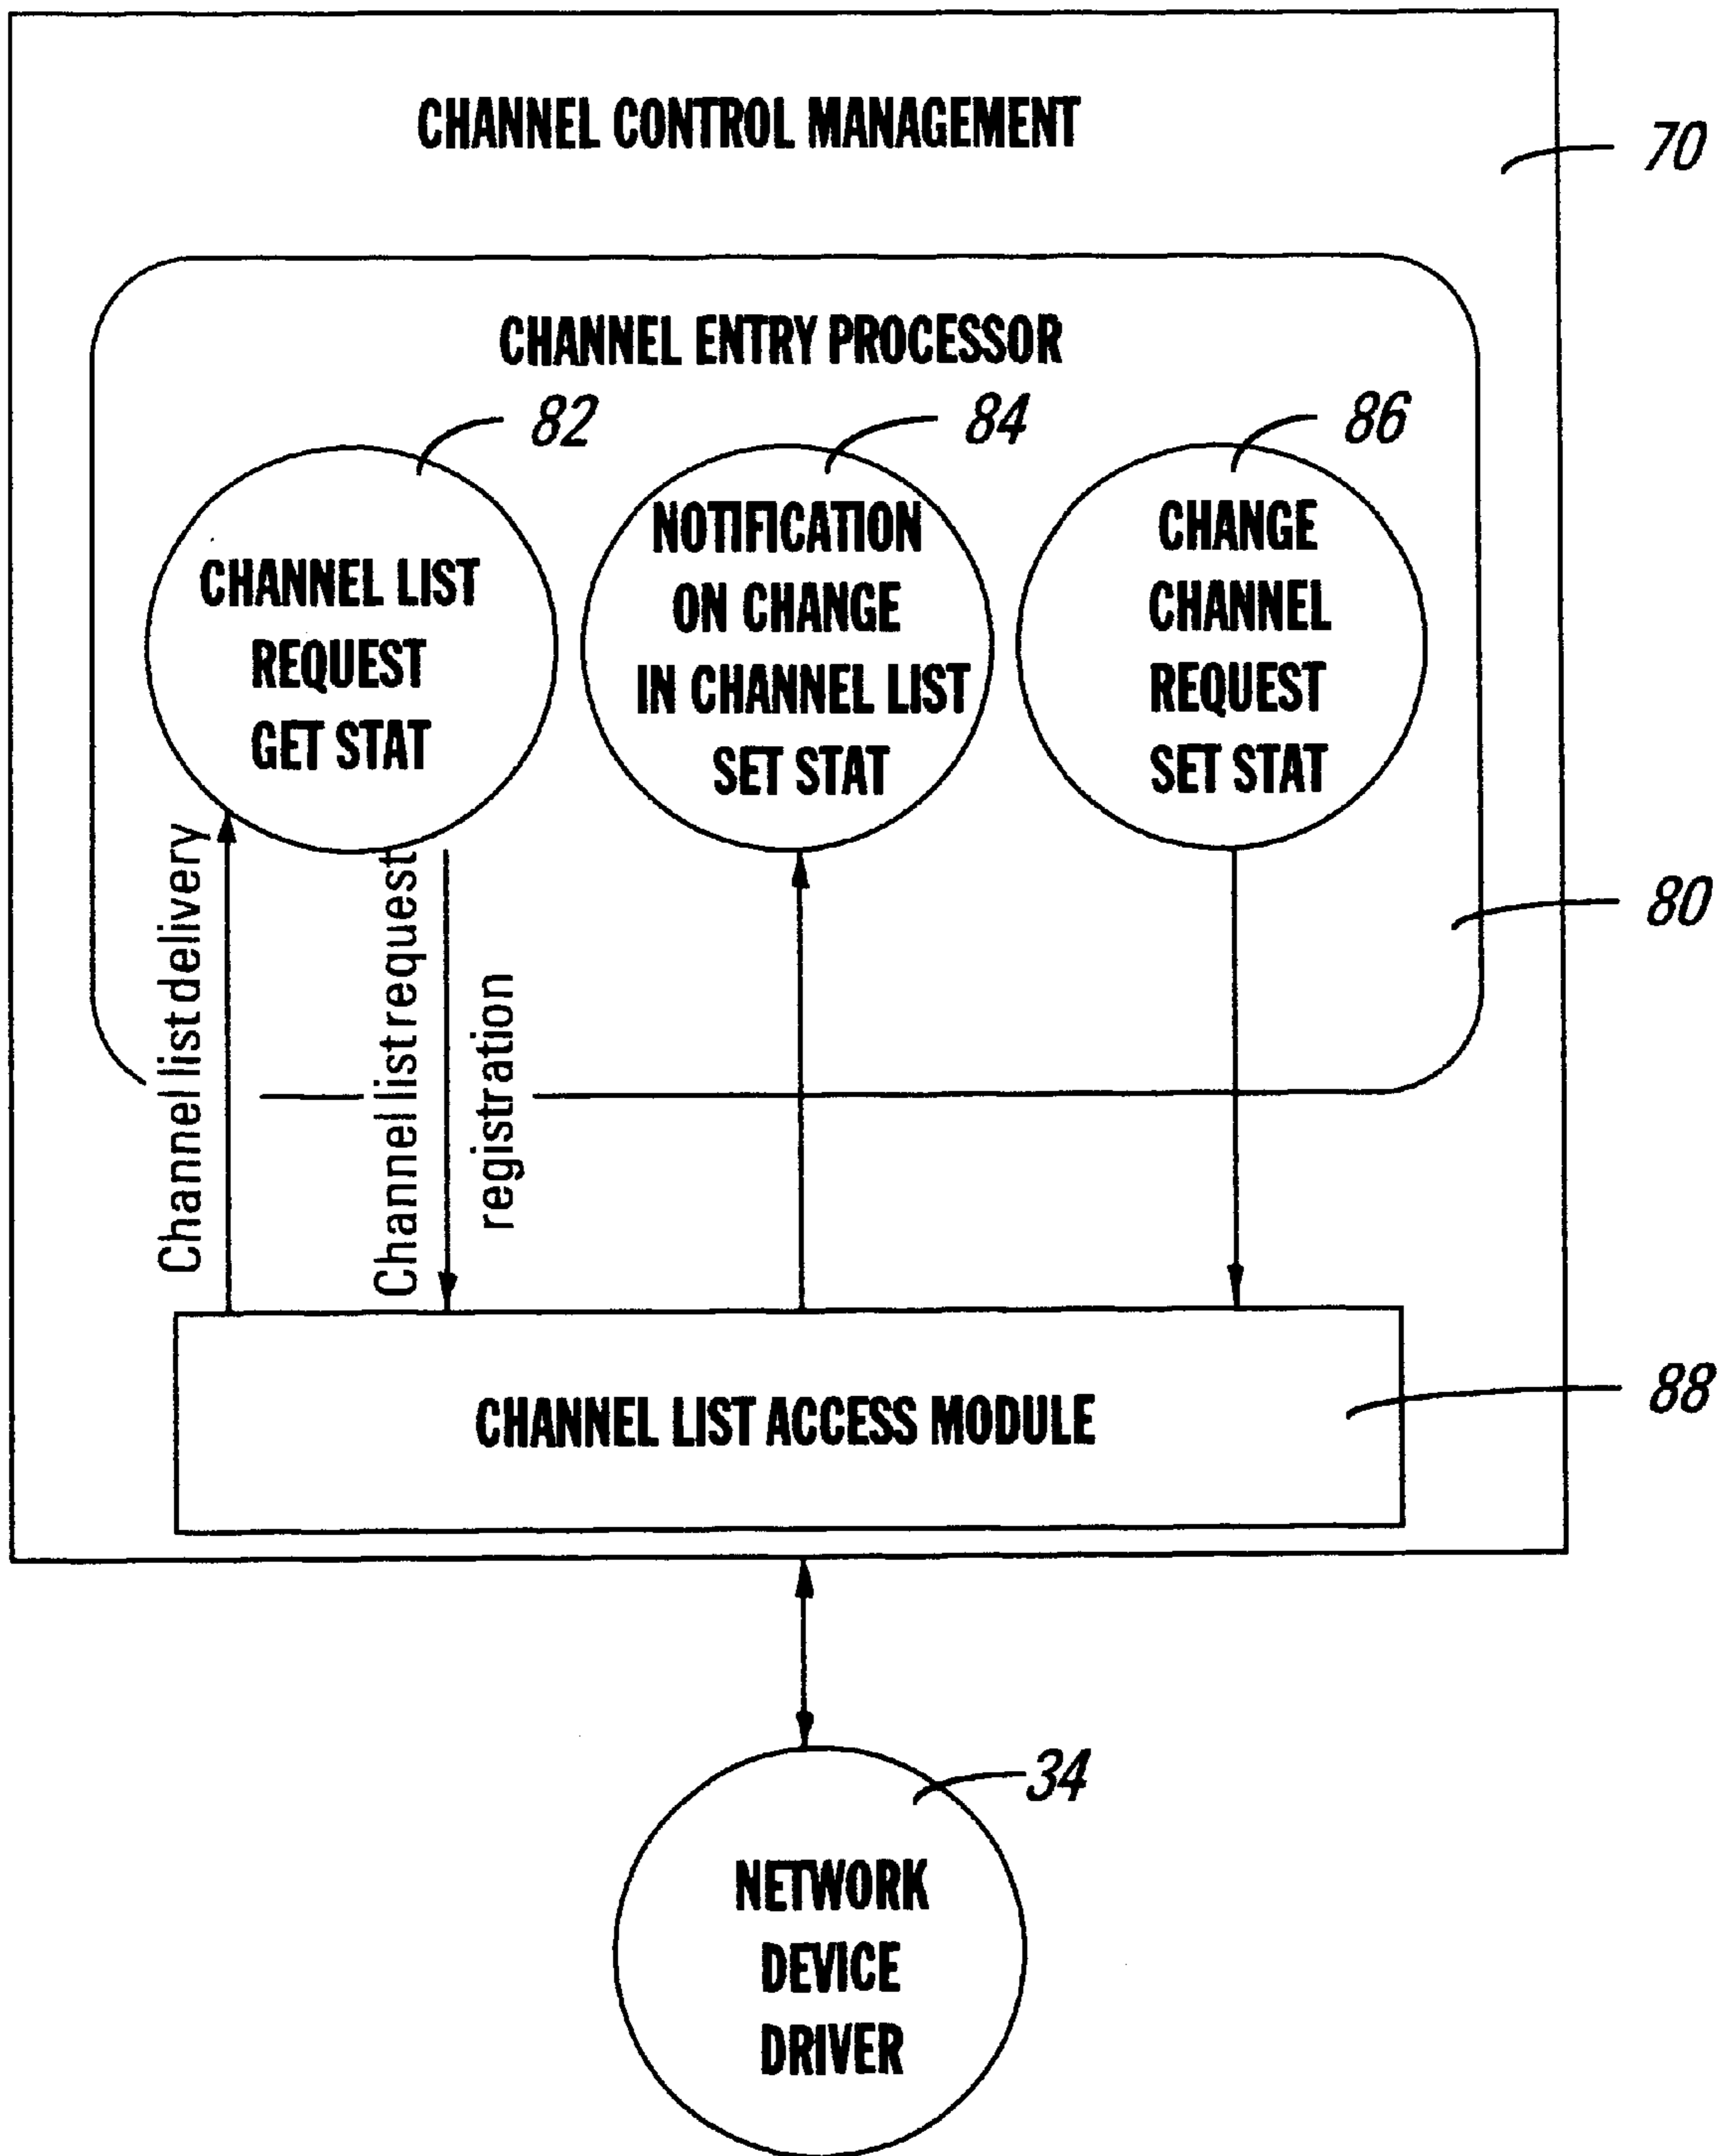 CHANNEL CONTROL MANAGEMENT
70
CHANNEL ENTRY PROCESSOR
82
84
86
CHANNEL LIST
REQUEST
GET STAT
NOTIFICATION
ON CHANGE
IN CHANNEL LIST
SET STAT
CHANGE
CHANNEL
REQUEST
SET STAT
Channel list delivery
Channel list request
registration
80
CHANNEL LIST ACCESS MODULE
88
34
NETWORK
DEVICE
DRIVER